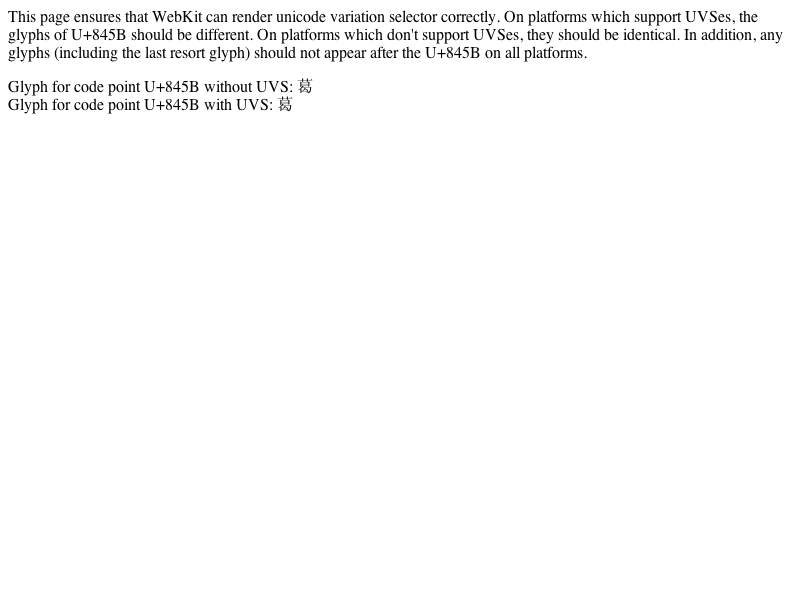 This page ensures that WebKit can render unicode variation selector correctly. On platforms which support UVSes, the
glyphs of U+845B should be different. On platforms which don't support UVSes, they should be identical. In addition, any
glyphs (including the last resort glyph) should not appear after the U+845B on all platforms.
Glyph for code point U+845B without UVS: 葛
Glyph for code point U+845B with UVS: 葛